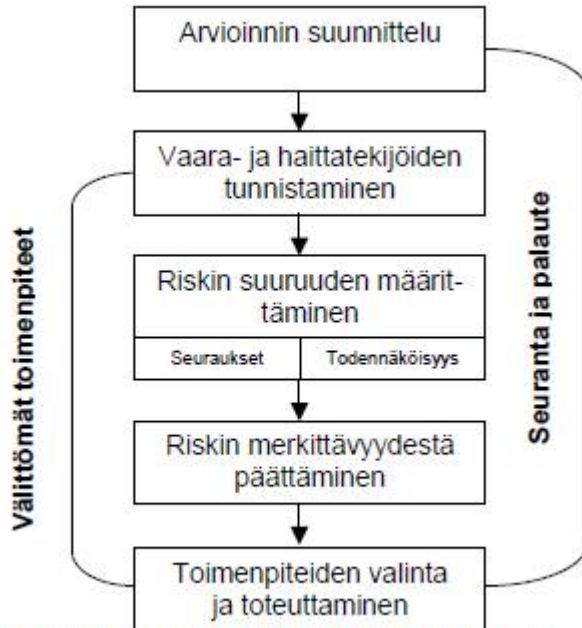 Arvioinnin suunnittelu
Vaara- ja haittatekijöiden
tunnistaminen
Riskin suuruuden määrit-
täminen
Seuraukset
Todennäköisyys
Riskin merkittävyydestä
päättäminen
Toimenpiteiden valinta
ja toteuttaminen
Välittömät toimenpiteet
Seuranta ja palaute